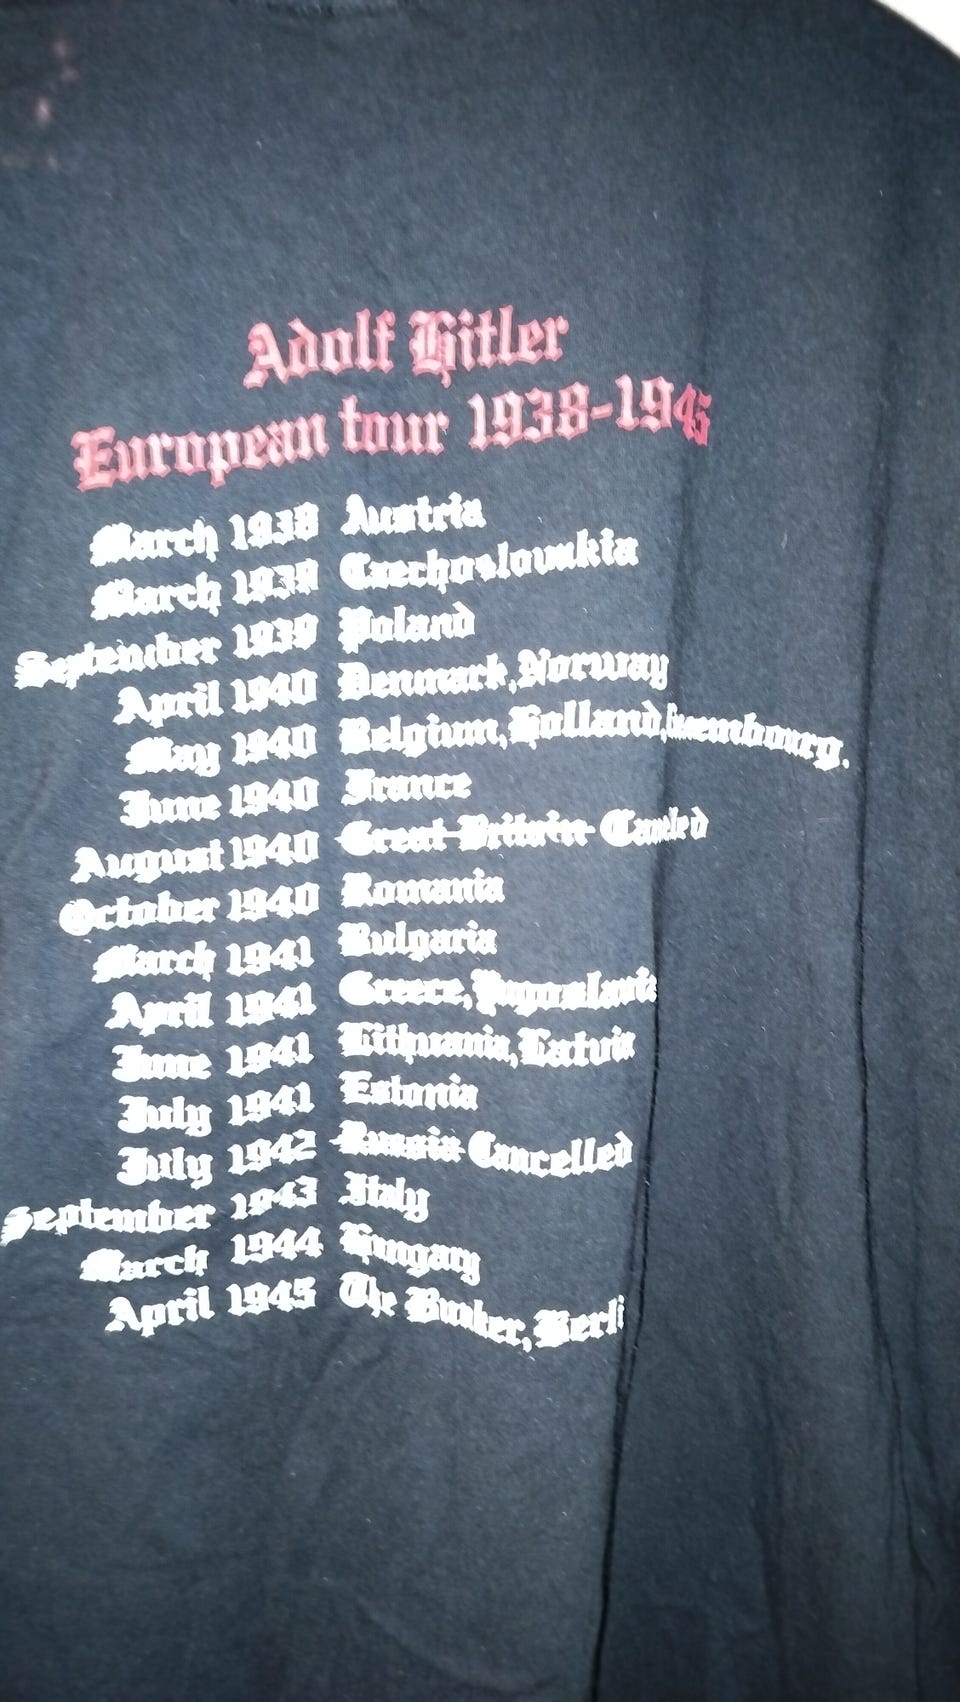 Adolf Hitler
European tour 1938-1945
March 1938 Austria
March 1939 Czechoslovakia
September 1939 Poland
April 1940 Denmark,Norway
May 1940 Belgium,Holland,Luxembourg.
June 1940 France
August 1940 Great Britain Cancelled
October 1940 Romania
March 1941 Bulgaria
April 1941 Greece,Yugoslavia
June 1941 Lithuania,Latvia
July 1941 Estonia
July 1942 Russia Cancelled
September 1943 Italy
March 1944 Hungary
April 1945 The Bunker,Berli